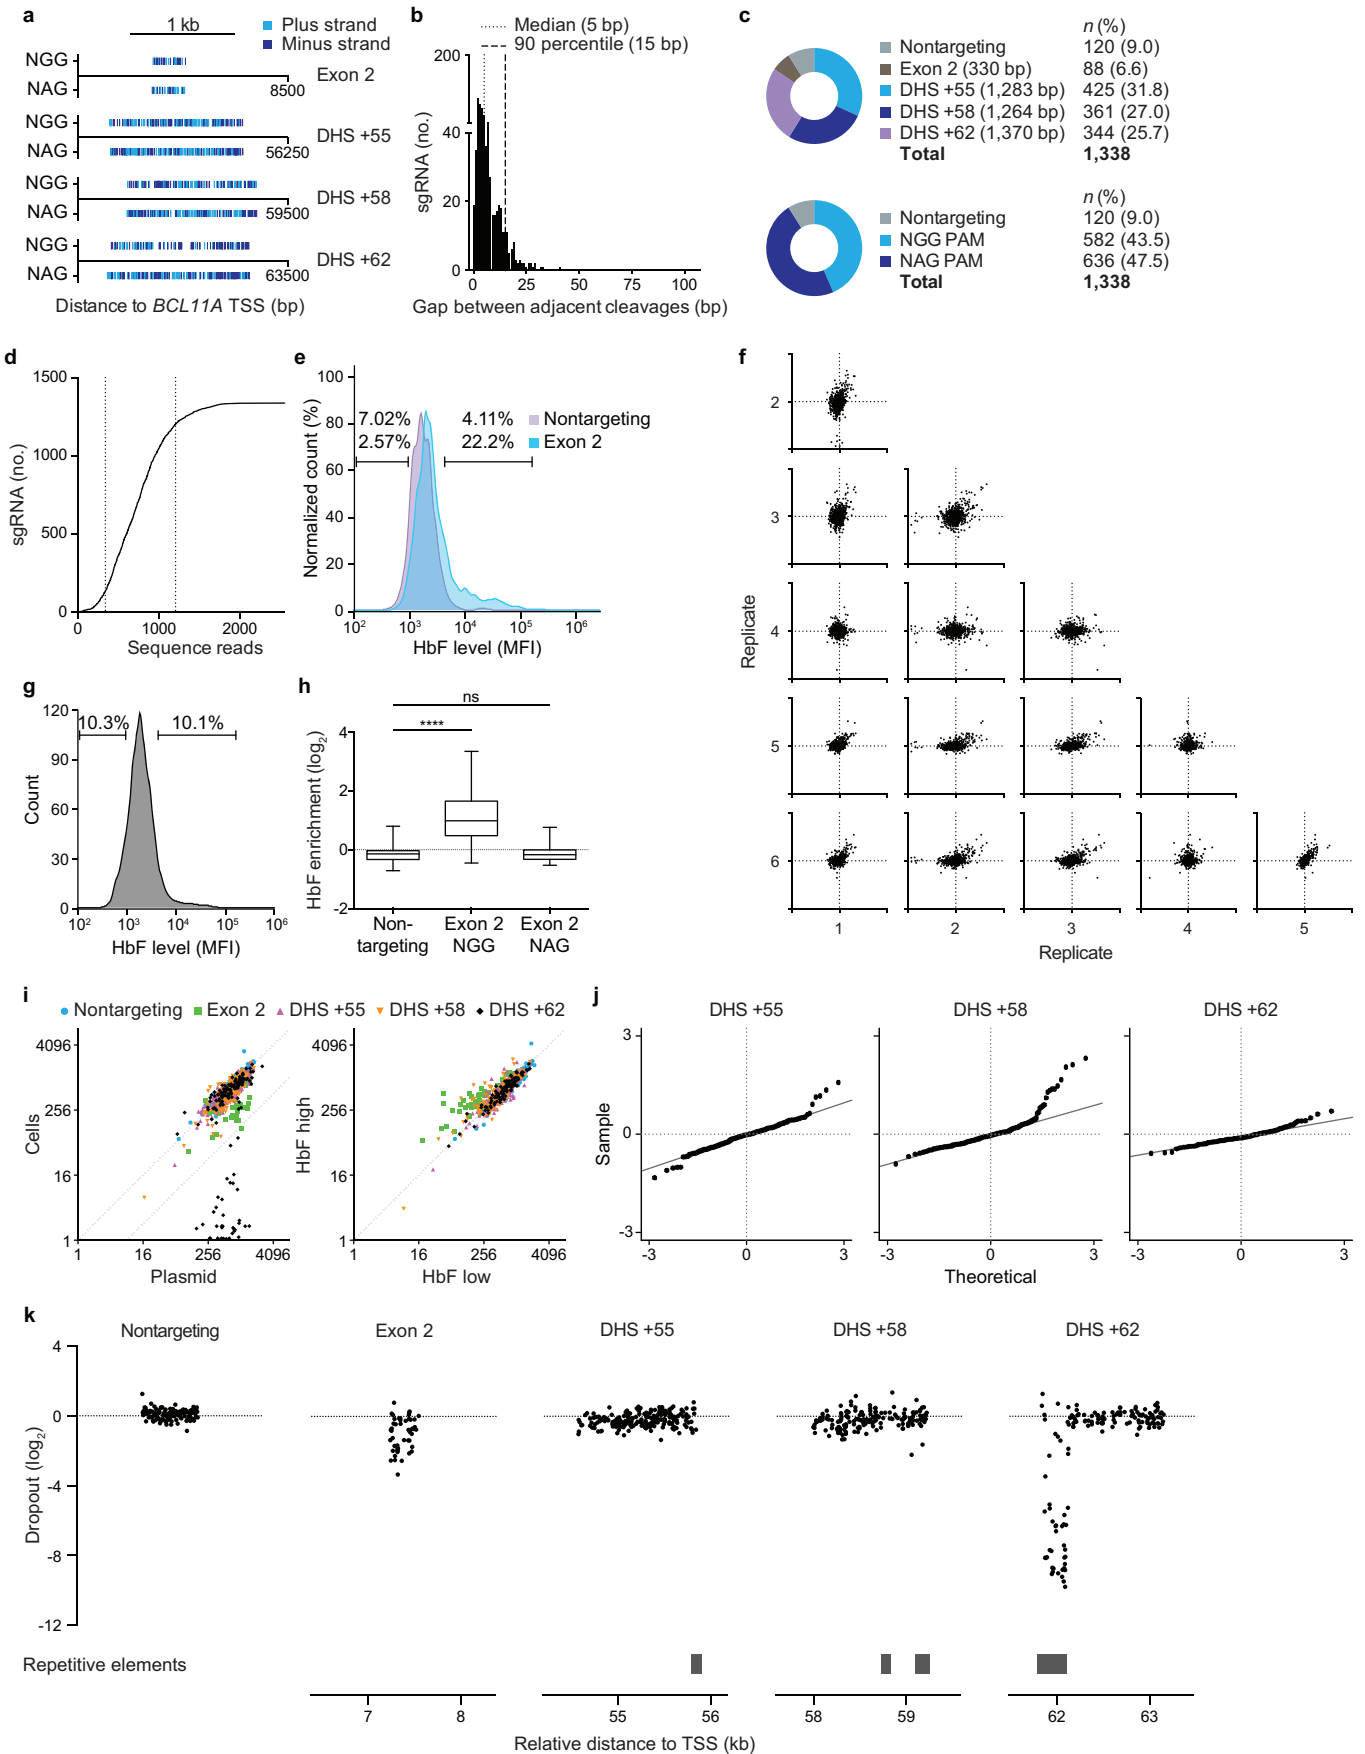 a
1 kb
Plus strand
Minus strand
NGG
NAG
8500
Exon 2
NGG
NAG
56250
DHS +55
NGG
NAG
59500
DHS +58
NGG
NAG
63500
DHS +62
Distance to BCL11A TSS (bp)
b
Median (5 bp)
90 percentile (15 bp)
200
40
20
0
sgRNA (no.)
0 25 50 75 100
Gap between adjacent cleavages (bp)
c
n (%)
Nontargeting 120 (9.0)
Exon 2 (330 bp) 88 (6.6)
DHS +55 (1,283 bp) 425 (31.8)
DHS +58 (1,264 bp) 361 (27.0)
DHS +62 (1,370 bp) 344 (25.7)
Total 1,338
n (%)
Nontargeting 120 (9.0)
NGG PAM 582 (43.5)
NAG PAM 636 (47.5)
Total 1,338
d
1500
1000
500
0
sgRNA (no.)
0 1000 2000
Sequence reads
e
100
80
60
40
20
0
Normalized count (%)
7.02% 4.11%
2.57% 22.2%
Nontargeting
Exon 2
10² 10³ 10⁴ 10⁵ 10⁶
HbF level (MFI)
f
2
3
4
5
6
Replicate
1 2 3 4 5
Replicate
g
120
90
60
30
0
Count
10.3% 10.1%
10² 10³ 10⁴ 10⁵ 10⁶
HbF level (MFI)
h
ns
****
4
2
0
-2
HbF enrichment (log₂)
Non-targeting
Exon 2 NGG
Exon 2 NAG
i
Nontargeting Exon 2 DHS +55 DHS +58 DHS +62
4096
256
16
1
Cells
1 16 256 4096
Plasmid
4096
256
16
1
HbF high
1 16 256 4096
HbF low
j
DHS +55 DHS +58 DHS +62
3
0
-3
Sample
-3 0 3
-3 0 3
-3 0 3
Theoretical
k
Nontargeting Exon 2 DHS +55 DHS +58 DHS +62
4
0
-4
-8
-12
Dropout (log₂)
Repetitive elements
7 8 55 56 58 59 62 63
Relative distance to TSS (kb)